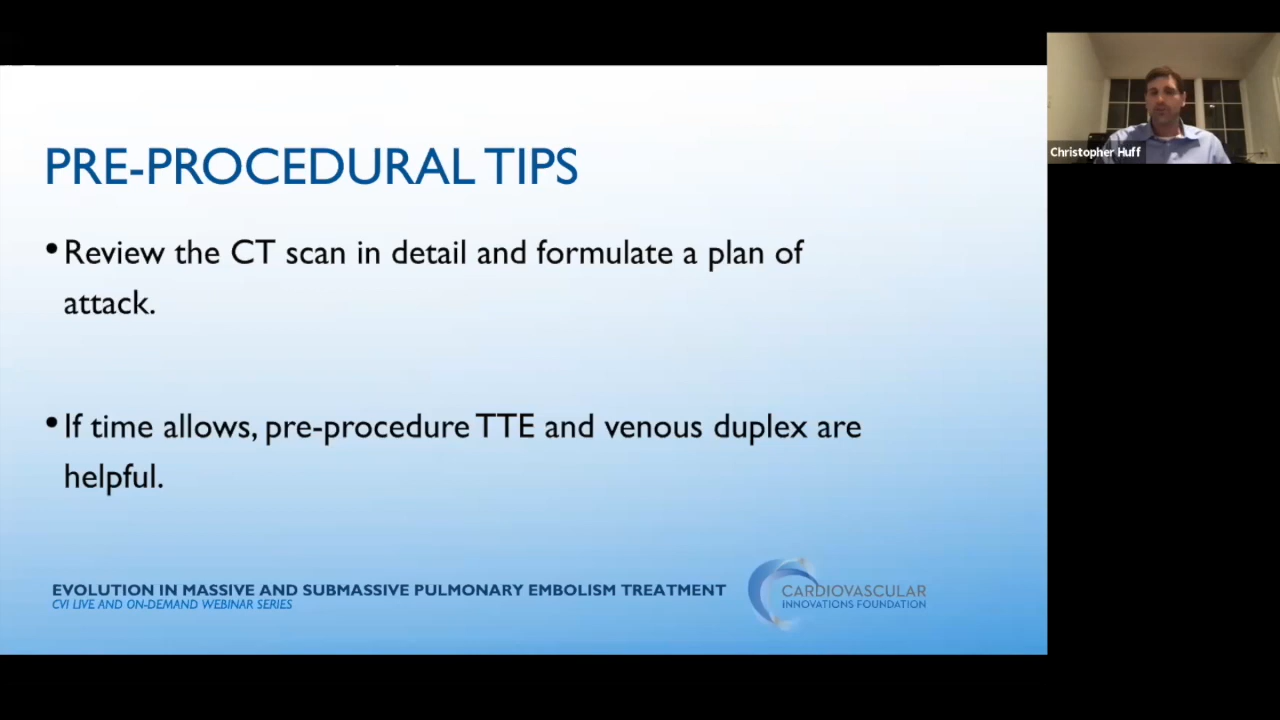 PRE-PROCEDURAL TIPS
•Review the CT scan in detail and formulate a plan of
attack.
•If time allows, pre-procedure TTE and venous duplex are
helpful.
EVOLUTION IN MASSIVE AND SUBMASSIVE PULMONARY EMBOLISM TREATMENT
CVI LIVE AND ON-DEMAND WEBINAR SERIES
CARDIOVASCULAR
INNOVATIONS FOUNDATION
Christopher Huff